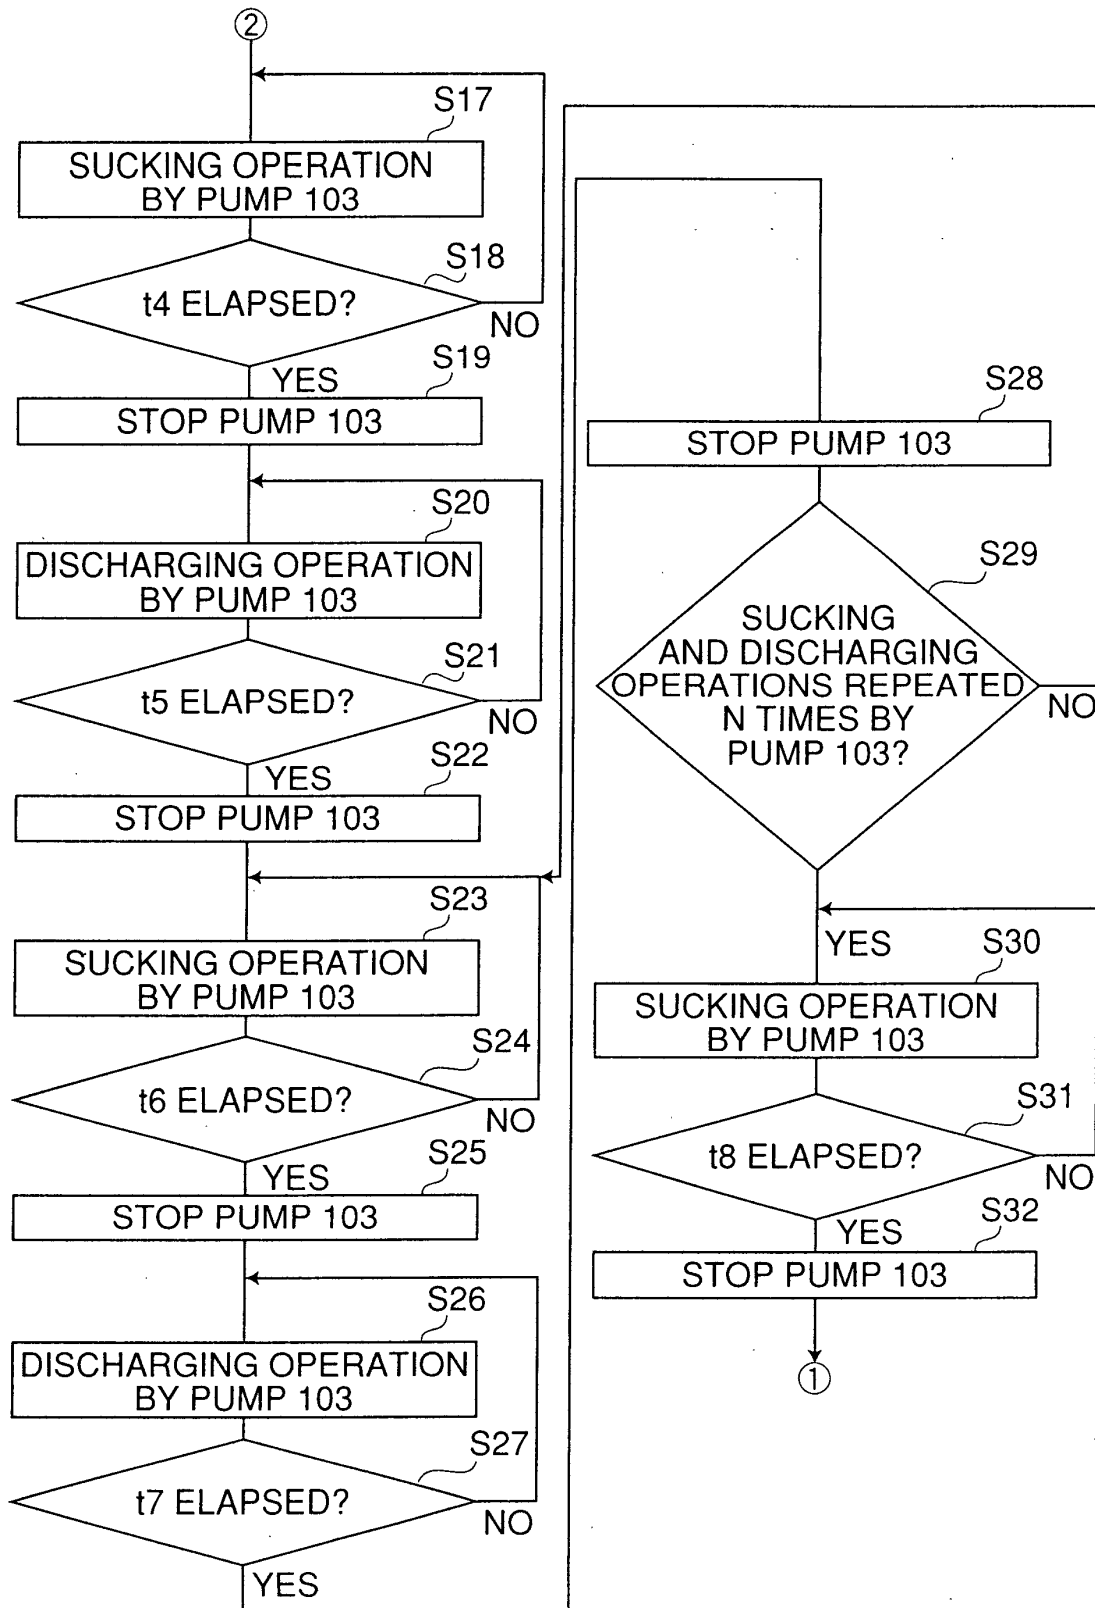 2
S17
SUCKING OPERATION
BY PUMP 103
S18
t4 ELAPSED?
NO
YES
S19
STOP PUMP 103
S20
DISCHARGING OPERATION
BY PUMP 103
S21
t5 ELAPSED?
NO
YES
S22
STOP PUMP 103
S23
SUCKING OPERATION
BY PUMP 103
S24
t6 ELAPSED?
NO
YES
S25
STOP PUMP 103
S26
DISCHARGING OPERATION
BY PUMP 103
S27
t7 ELAPSED?
NO
YES
S28
STOP PUMP 103
S29
SUCKING
AND DISCHARGING
OPERATIONS REPEATED
N TIMES BY
PUMP 103?
NO
YES
S30
SUCKING OPERATION
BY PUMP 103
S31
t8 ELAPSED?
NO
YES
S32
STOP PUMP 103
1